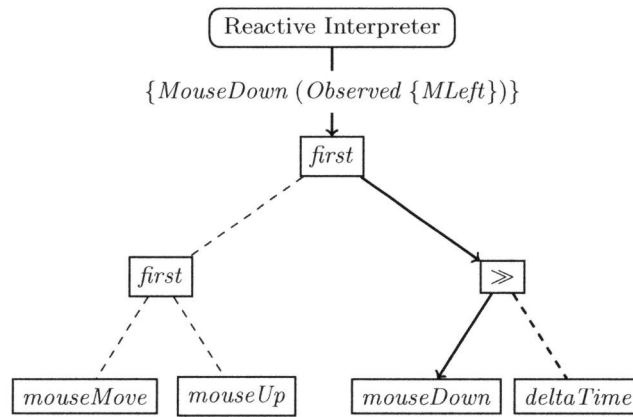 Reactive Interpreter
{MouseDown (Observed {MLeft})}
first
first
≫
mouseMove
mouseUp
mouseDown
deltaTime